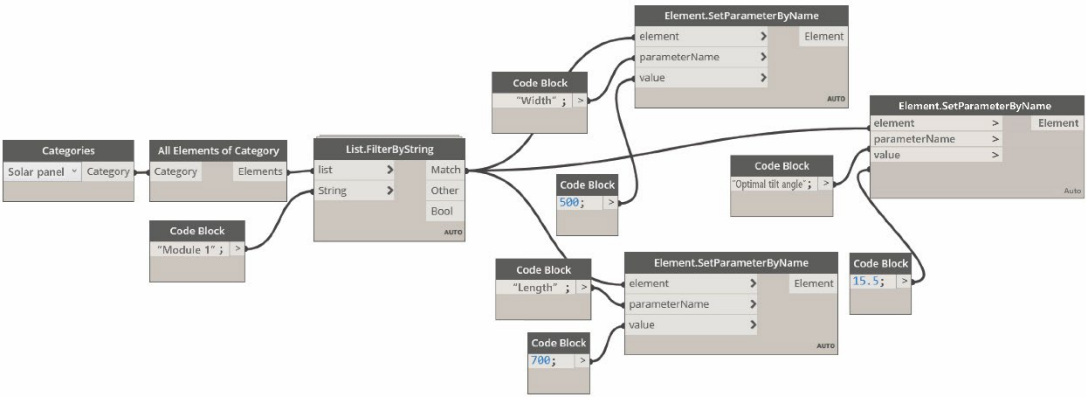 Categories
Solar panel Category >
All Elements of Category
Category Elements
Code Block
"Module 1" ; >
List.FilterByString
list > Match
String > Other
Bool
AUTO
Code Block
"Width" ; >
Element.SetParameterByName
element > Element
parameterName >
value >
AUTO
Code Block
500; >
Code Block
"Length" ; >
Element.SetParameterByName
element > Element
parameterName >
value >
AUTO
Code Block
700; >
Code Block
"Optimal tilt angle"; >
Element.SetParameterByName
element > Element
parameterName >
value >
Auto
Code Block
15.5; >